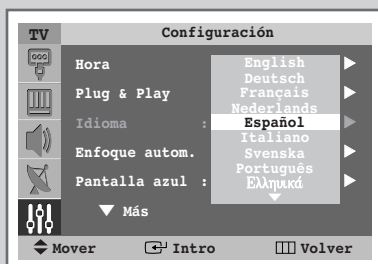 TV Configuración
Hora English
Deutsch
Plug & Play Français
Nederlands
Idioma : Español
Italiano
Enfoque autom. Svenska
Português
Pantalla azul : Ελληνικά
Más
Mover Intro Volver